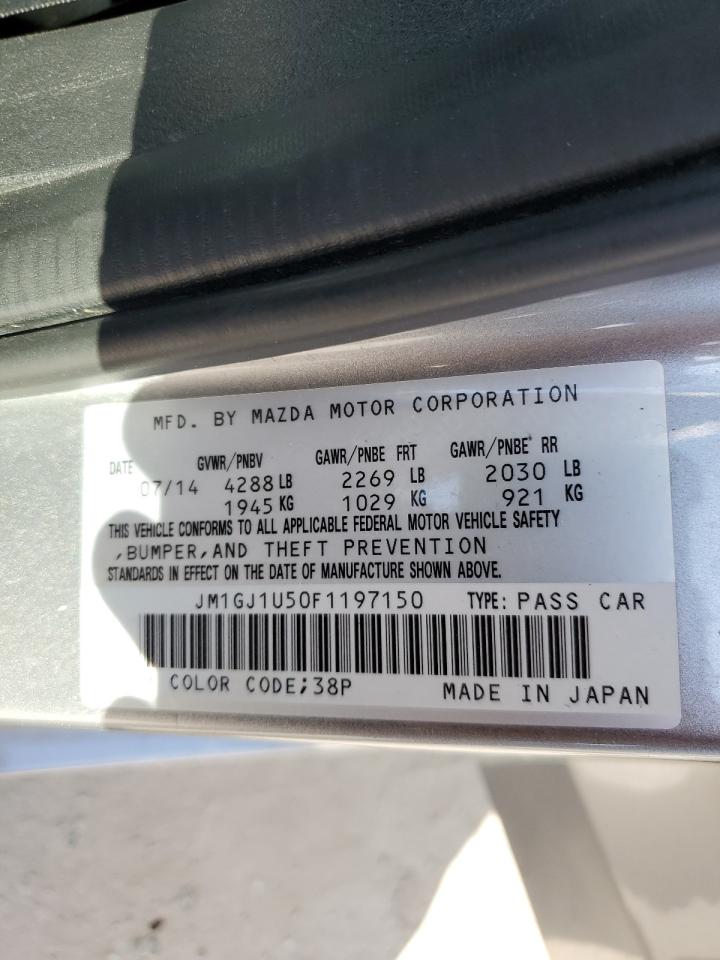 MFD. BY MAZDA MOTOR CORPORATION
DATE GVWR/PNBV GAWR/PNBE FRT GAWR/PNBE RR
07/14 4288 LB 2269 LB 2030 LB
1945 KG 1029 KG 921 KG
THIS VEHICLE CONFORMS TO ALL APPLICABLE FEDERAL MOTOR VEHICLE SAFETY
,BUMPER,AND THEFT PREVENTION
STANDARDS IN EFFECT ON THE DATE OF MANUFACTURE SHOWN ABOVE.
JM1GJ1U50F1197150 TYPE: PASS CAR
COLOR CODE;38P MADE IN JAPAN